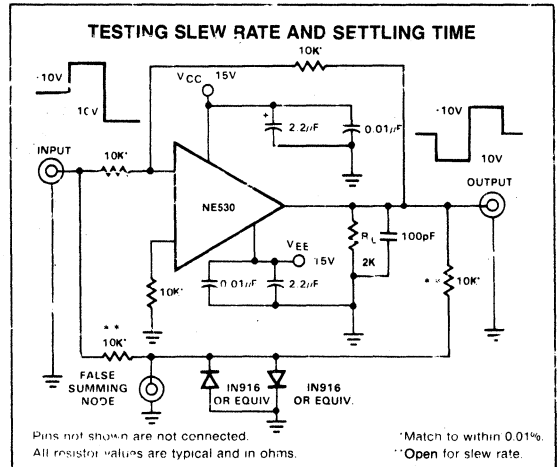 TESTING SLEW RATE AND SETTLING TIME
10K*
VCC 15V
-10V
10V
+
2.2µF
0.01µF
-10V
10V
INPUT
10K*
OUTPUT
NE530
RL
2K
100pF
VEE 15V
**
10K*
10K*
0.01µF
2.2µF
**
10K*
FALSE
SUMMING
NODE
IN916
OR EQUIV
IN916
OR EQUIV.
Pins not shown are not connected.
All resistor values are typical and in ohms.
*Match to within 0.01%.
**Open for slew rate.